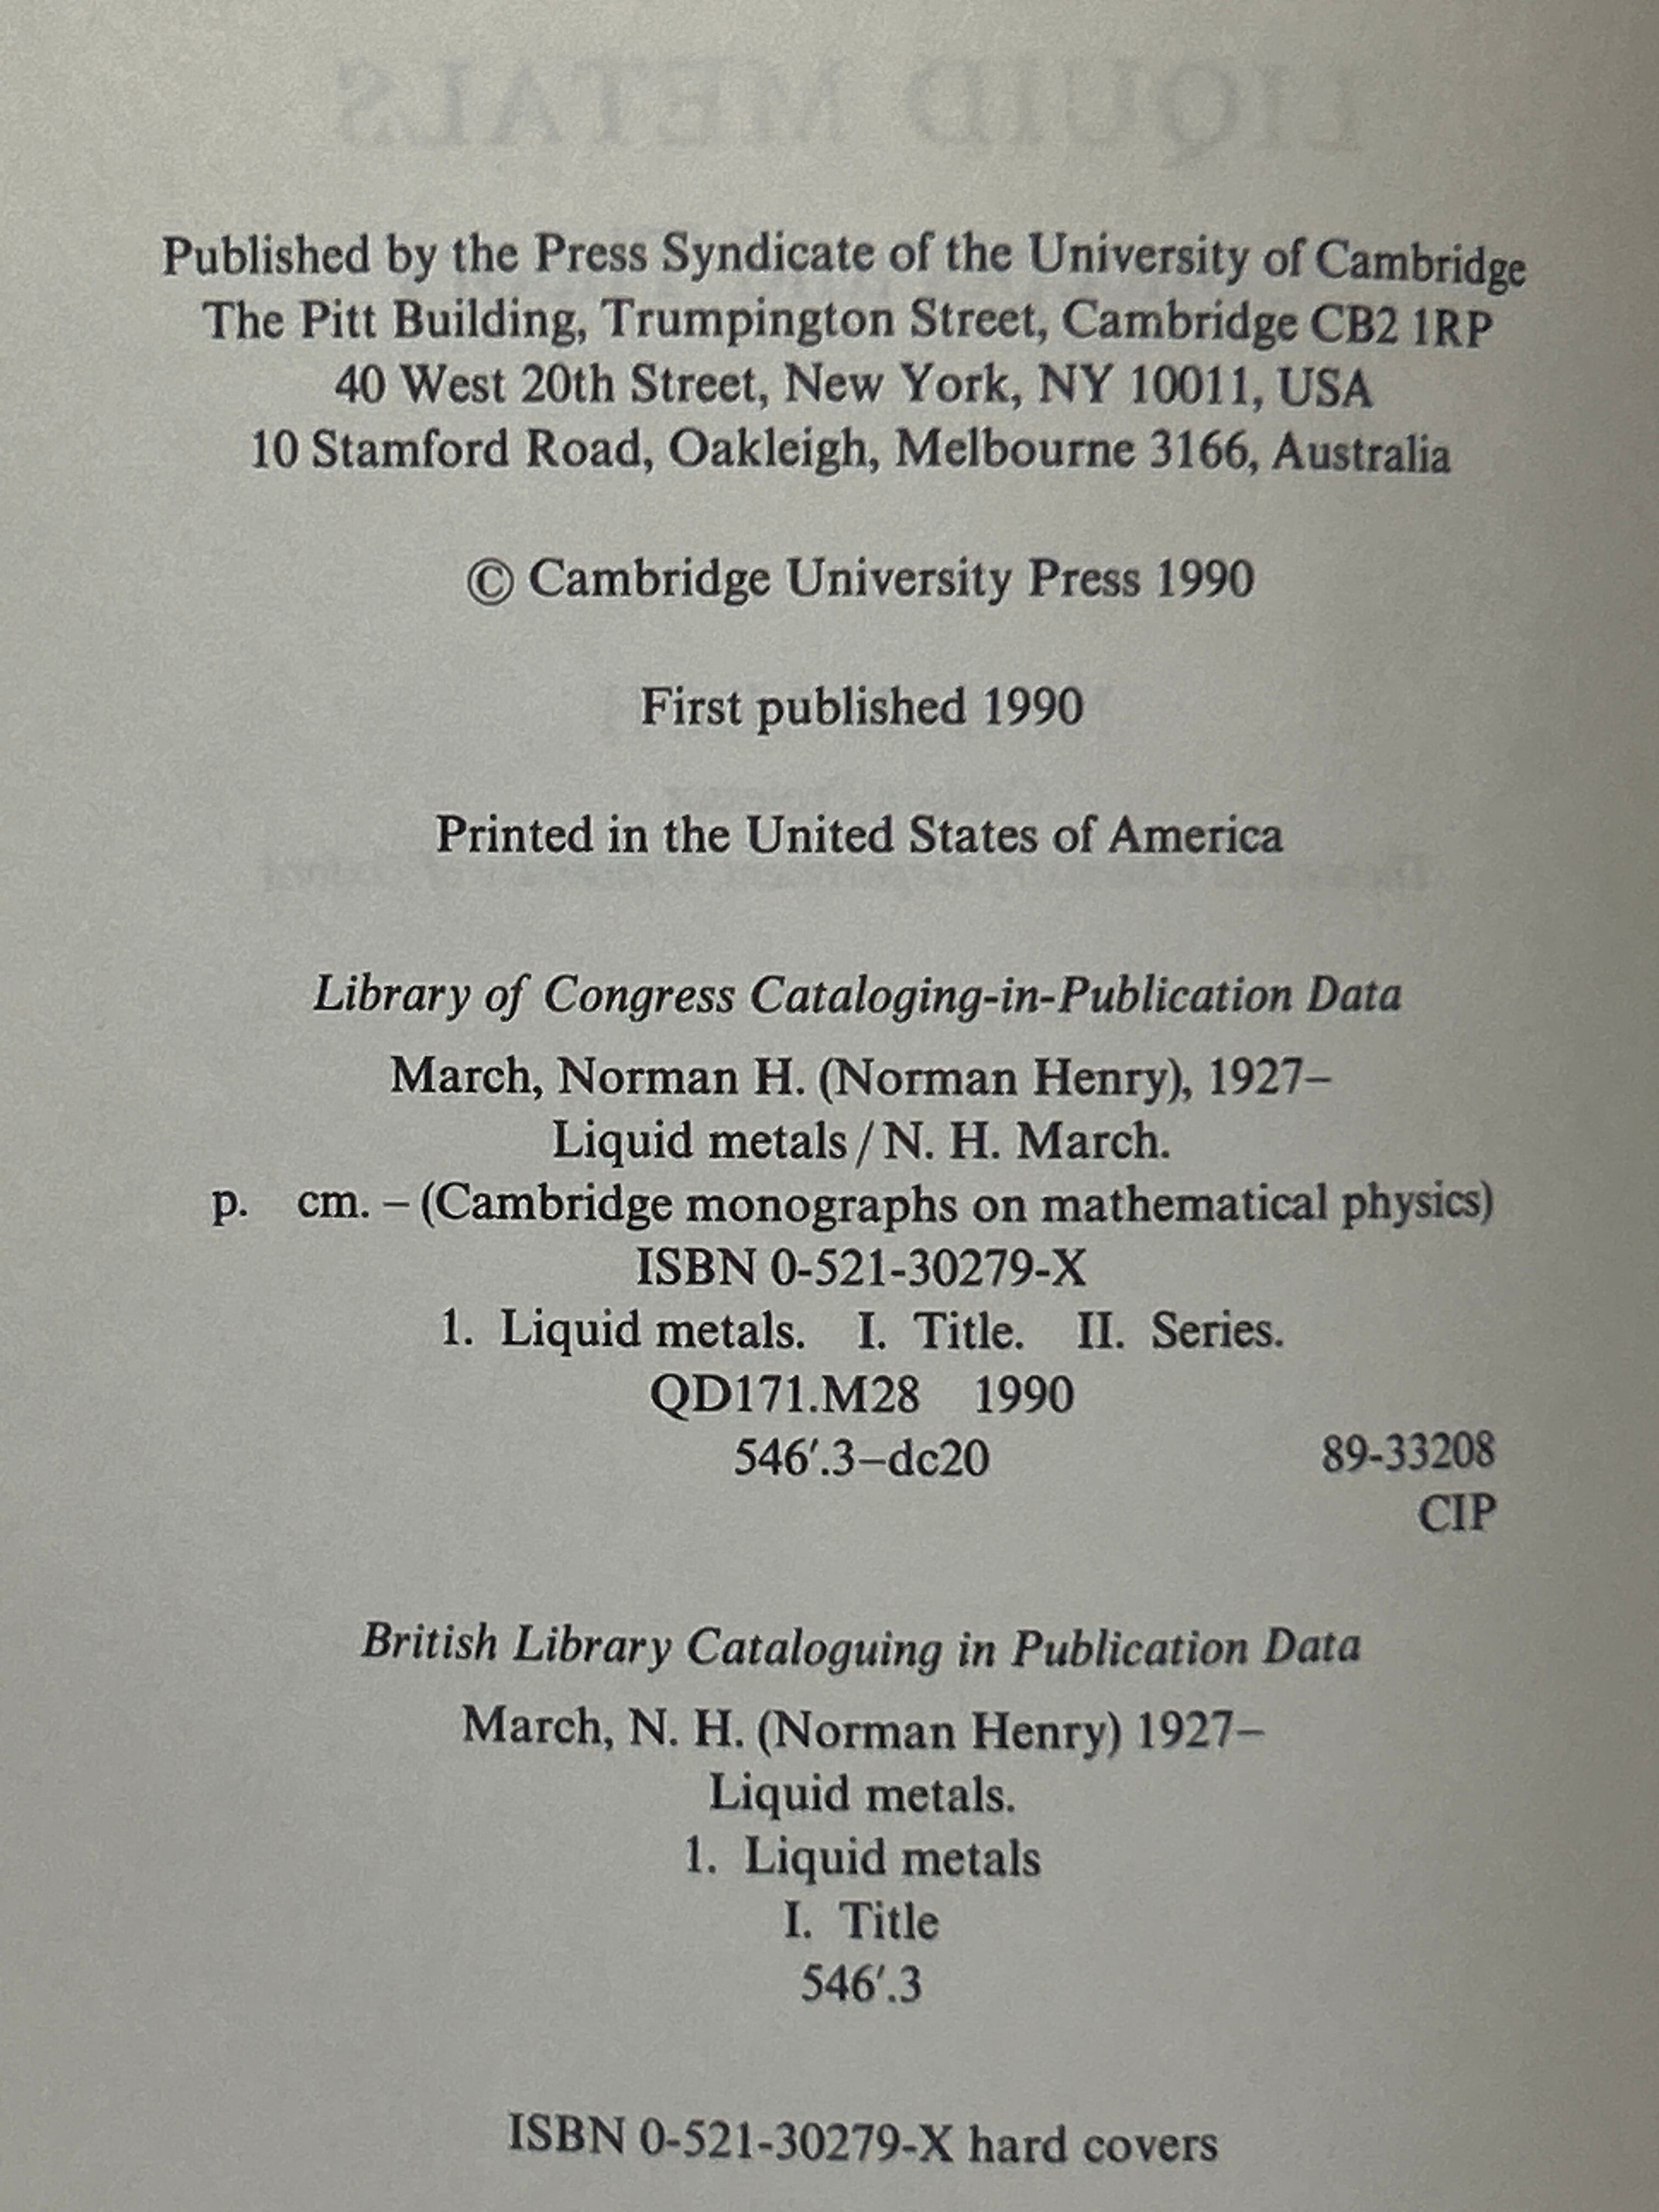 LIQUID METALS
Published by the Press Syndicate of the University of Cambridge
The Pitt Building, Trumpington Street, Cambridge CB2 1RP
40 West 20th Street, New York, NY 10011, USA
10 Stamford Road, Oakleigh, Melbourne 3166, Australia
© Cambridge University Press 1990
First published 1990
Printed in the United States of America
Library of Congress Cataloging-in-Publication Data
March, Norman H. (Norman Henry), 1927–
Liquid metals / N. H. March.
p. cm. – (Cambridge monographs on mathematical physics)
ISBN 0-521-30279-X
1. Liquid metals. I. Title. II. Series.
QD171.M28 1990
546′.3–dc20 89-33208
CIP
British Library Cataloguing in Publication Data
March, N. H. (Norman Henry) 1927–
Liquid metals.
1. Liquid metals
I. Title
546′.3
ISBN 0-521-30279-X hard covers